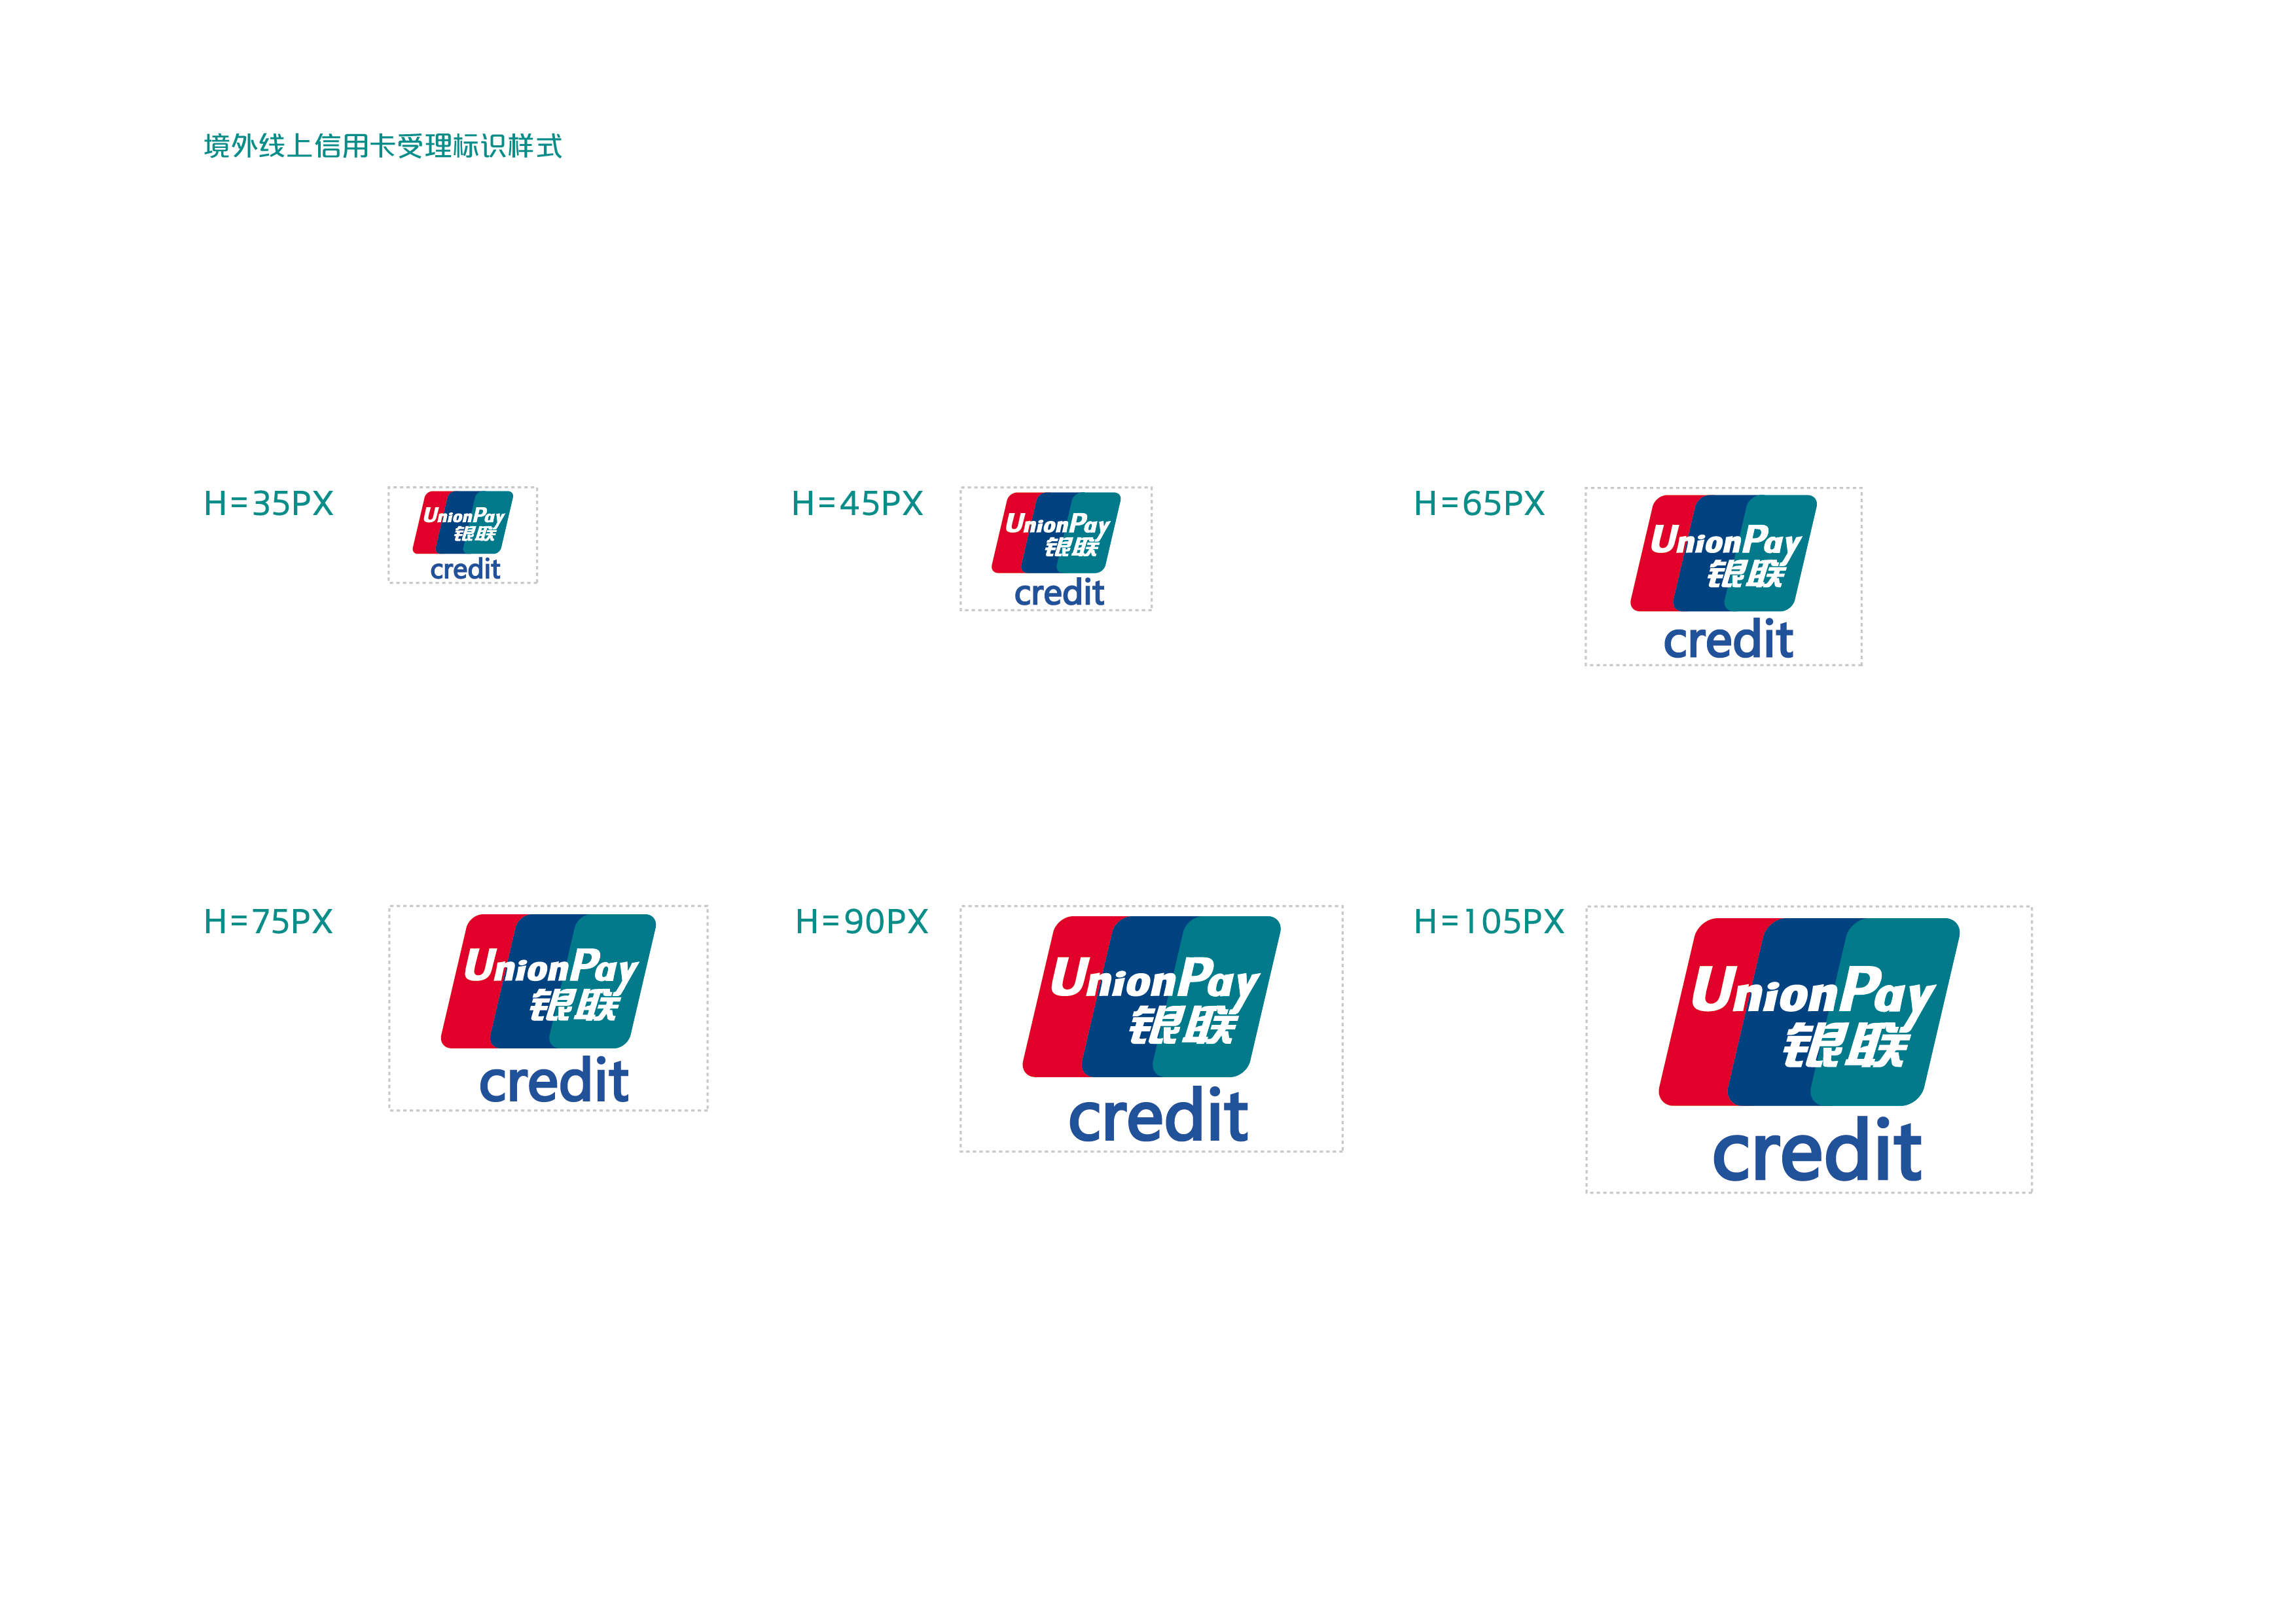 境外线上信用卡受理标识样式
H=35PX
UnionPay
银联
credit
H=45PX
UnionPay
银联
credit
H=65PX
UnionPay
银联
credit
H=75PX
UnionPay
银联
credit
H=90PX
UnionPay
银联
credit
H=105PX
UnionPay
银联
credit